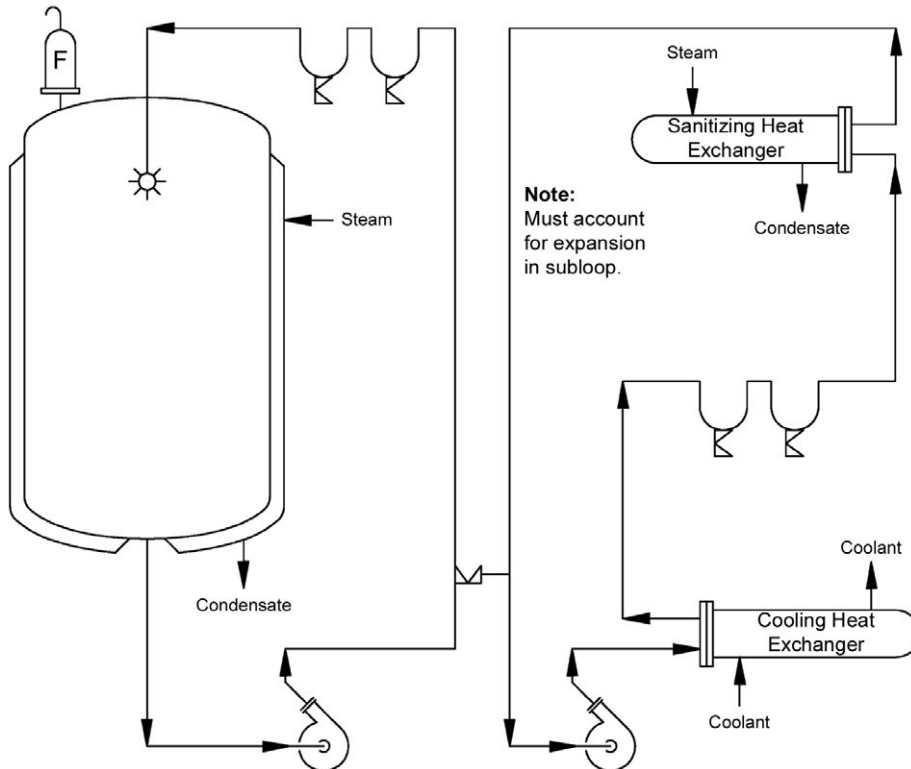 F
Steam
Sanitizing Heat
Exchanger
Condensate
Steam
Note:
Must account
for expansion
in subloop.
Coolant
Condensate
Cooling Heat
Exchanger
Coolant